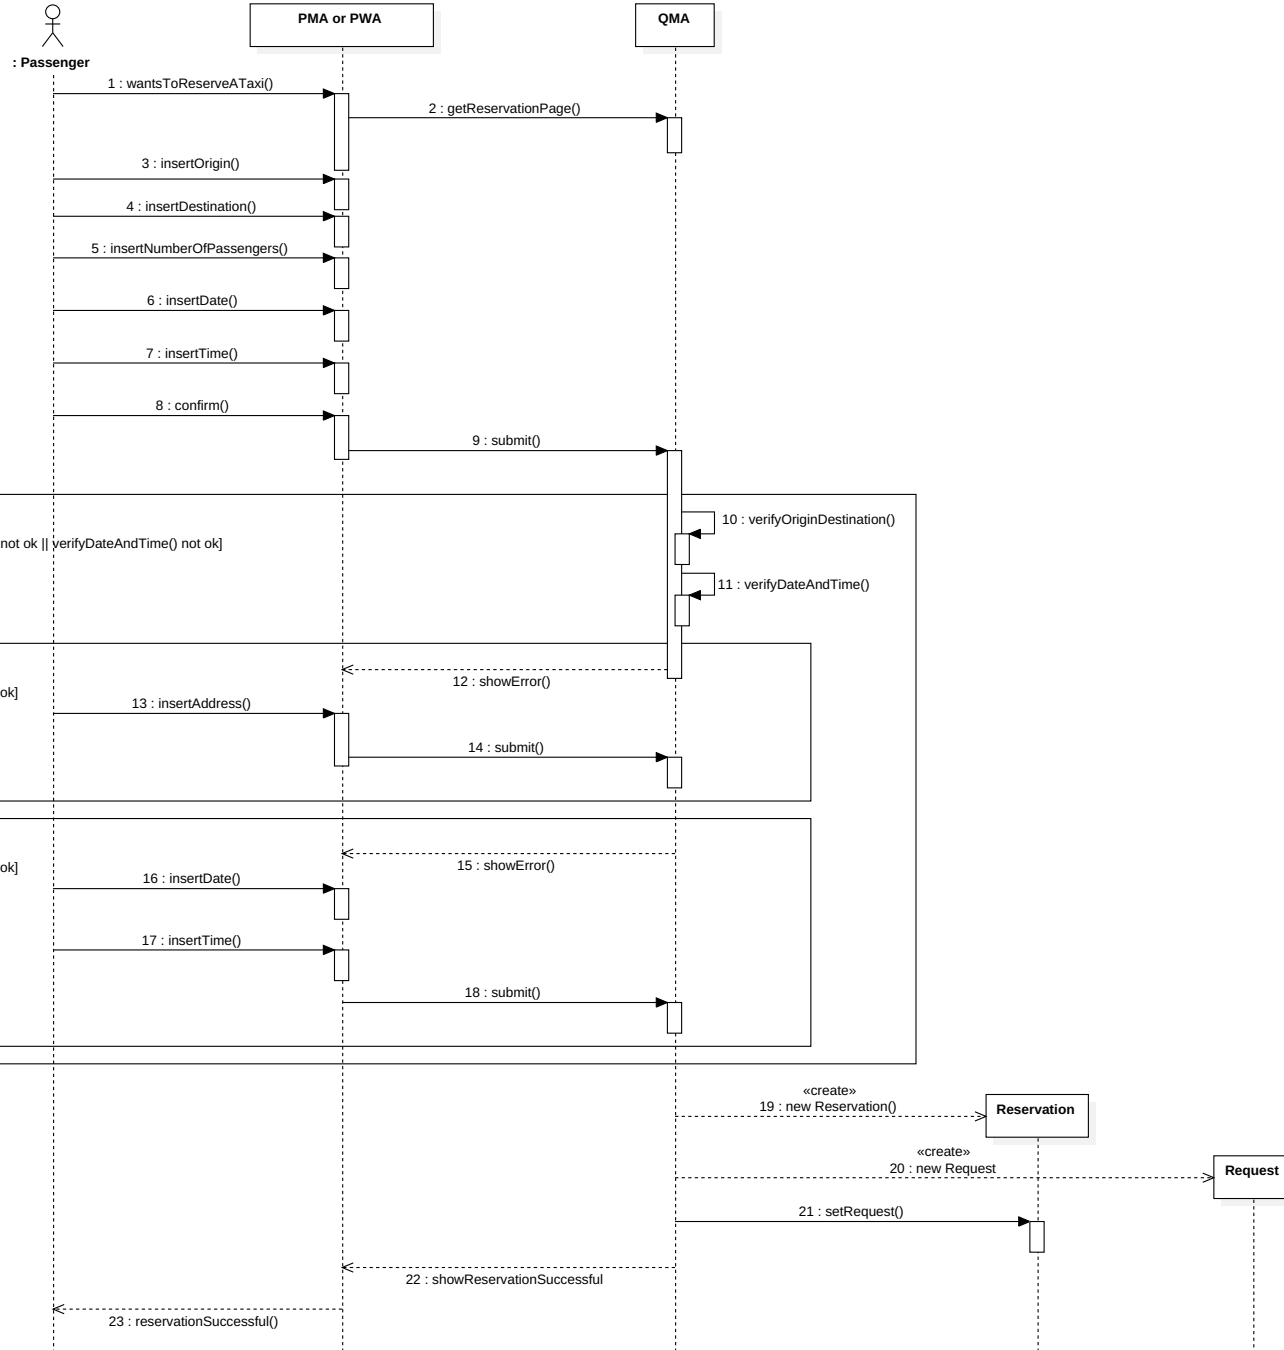 PMA or PWA
QMA
: Passenger
1 : wantsToReserveATaxi()
2 : getReservationPage()
3 : insertOrigin()
4 : insertDestination()
5 : insertNumberOfPassengers()
6 : insertDate()
7 : insertTime()
8 : confirm()
9 : submit()
10 : verifyOriginDestination()
not ok || verifyDateAndTime() not ok]
11 : verifyDateAndTime()
12 : showError()
ok]
13 : insertAddress()
14 : submit()
15 : showError()
ok]
16 : insertDate()
17 : insertTime()
18 : submit()
«create»
19 : new Reservation()
Reservation
«create»
20 : new Request
Request
21 : setRequest()
22 : showReservationSuccessful
23 : reservationSuccessful()